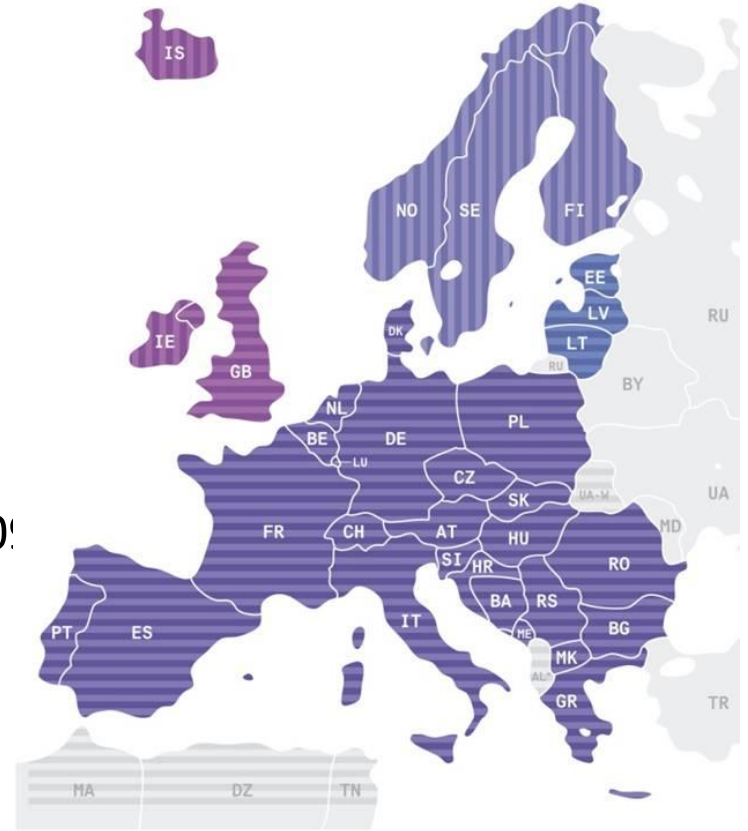 IS
NO
SE
FI
EE
LV
RU
DK
LT
IE
GB
RU
BY
NL
PL
BE
DE
LU
CZ
UA-W
UA
SK
MD
FR
CH
AT
HU
SI
HR
RO
BA
RS
IT
PT
ES
ME
BG
MK
AL*
GR
TR
MA
DZ
TN